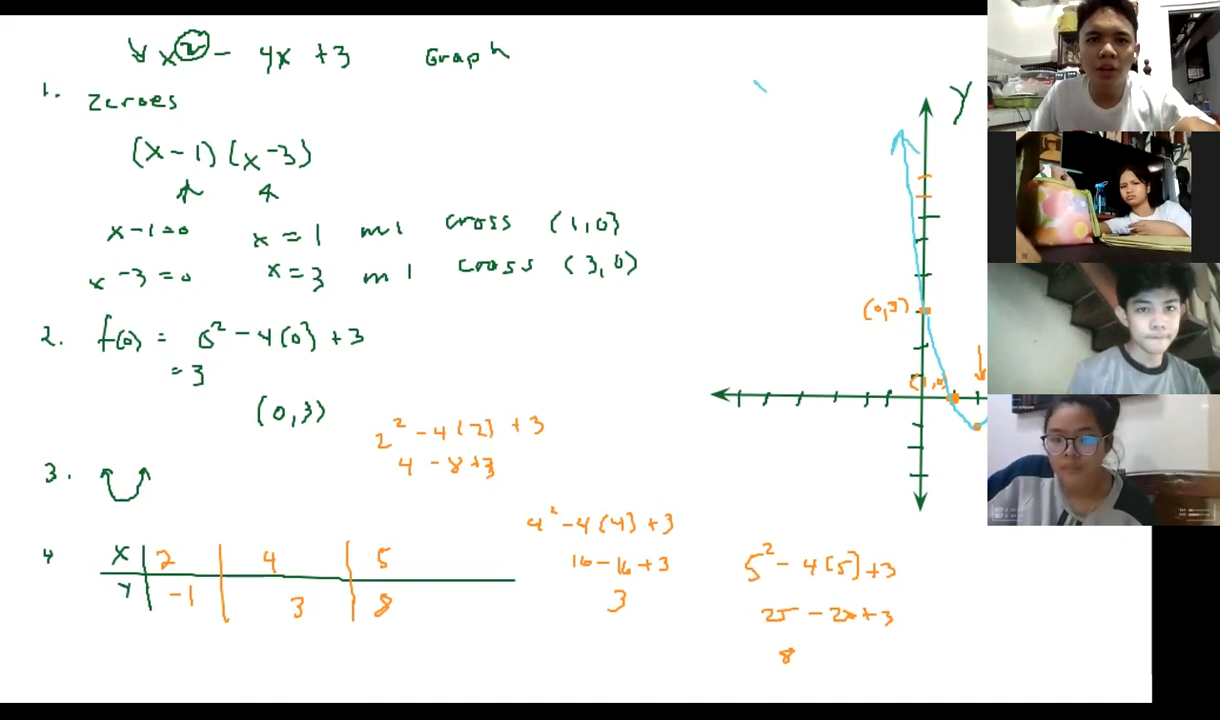 x² - 4x + 3 Graph
1. Zeroes
(x-1)(x-3)
x-1=0 x=1 m1 cross (1,0)
x-3=0 x=3 m1 cross (3,0)
2. f(0) = 0² - 4(0) + 3
= 3
(0,3)
2² - 4(2) + 3
4 - 8 + 3
3.
4² - 4(4) + 3
16 - 16 + 3
3
4 x 2 4 5
y -1 3 8
5² - 4(5) + 3
25 - 20 + 3
8
y
(0,3)